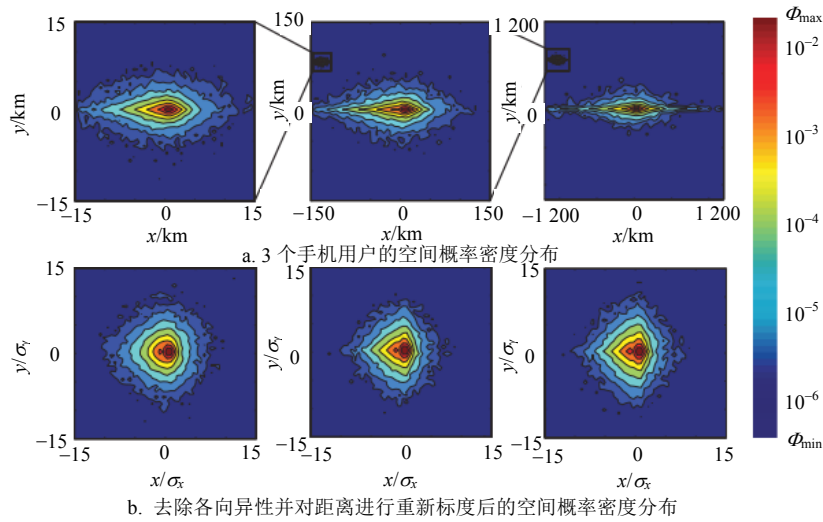 15 150 1 200 Φmax
y/km 0 y/km 0 y/km 0 10⁻²
−15 −15 0 15 −150 0 150 −1 200 0 1 200 10⁻³
x/km x/km x/km
a. 3 个手机用户的空间概率密度分布 10⁻⁴
15 15 15
10⁻⁵
y/σᵧ 0 y/σᵧ 0 y/σᵧ 0
10⁻⁶
−15 −15 −15 Φmin
−15 0 15 −15 0 15 −15 0 15
x/σₓ x/σₓ x/σₓ
b. 去除各向异性并对距离进行重新标度后的空间概率密度分布